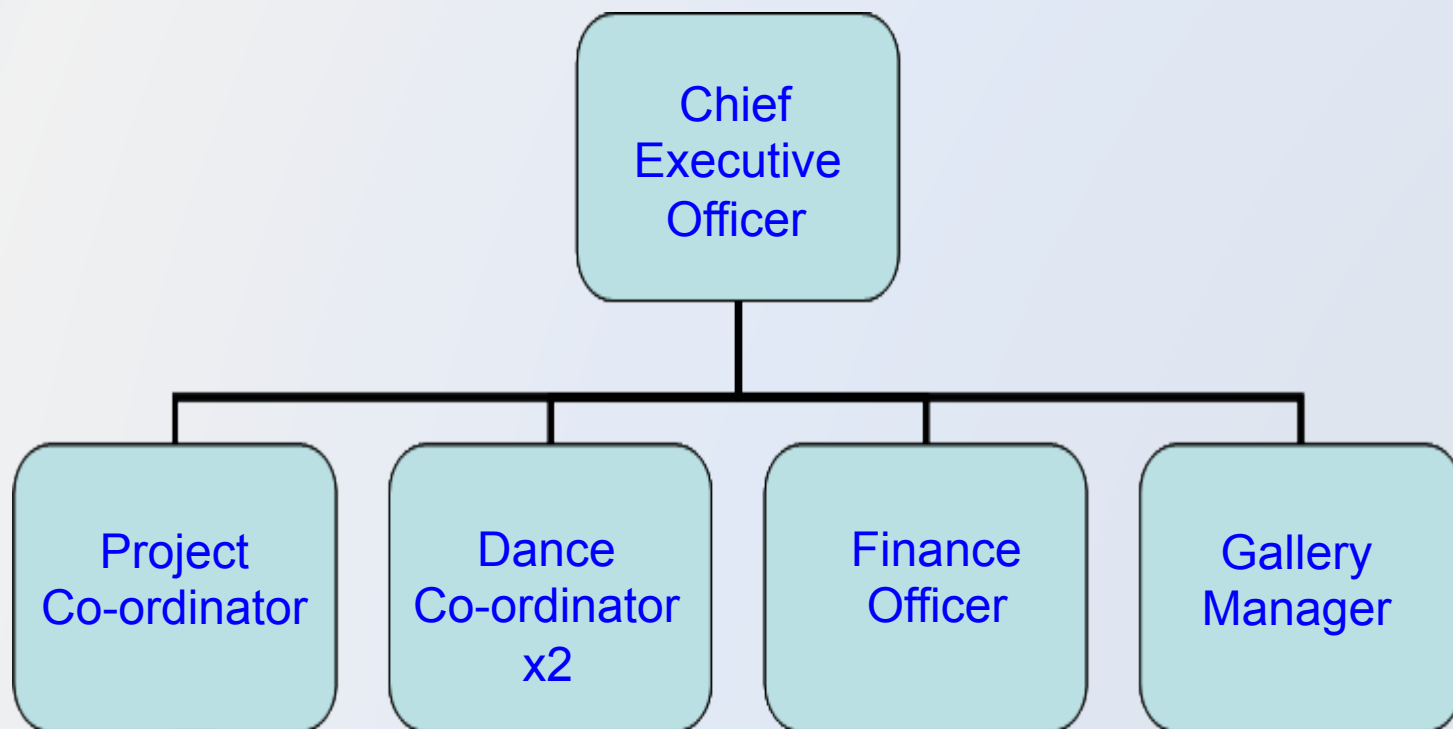 Chief
Executive
Officer
Project
Co-ordinator
Dance
Co-ordinator
x2
Finance
Officer
Gallery
Manager